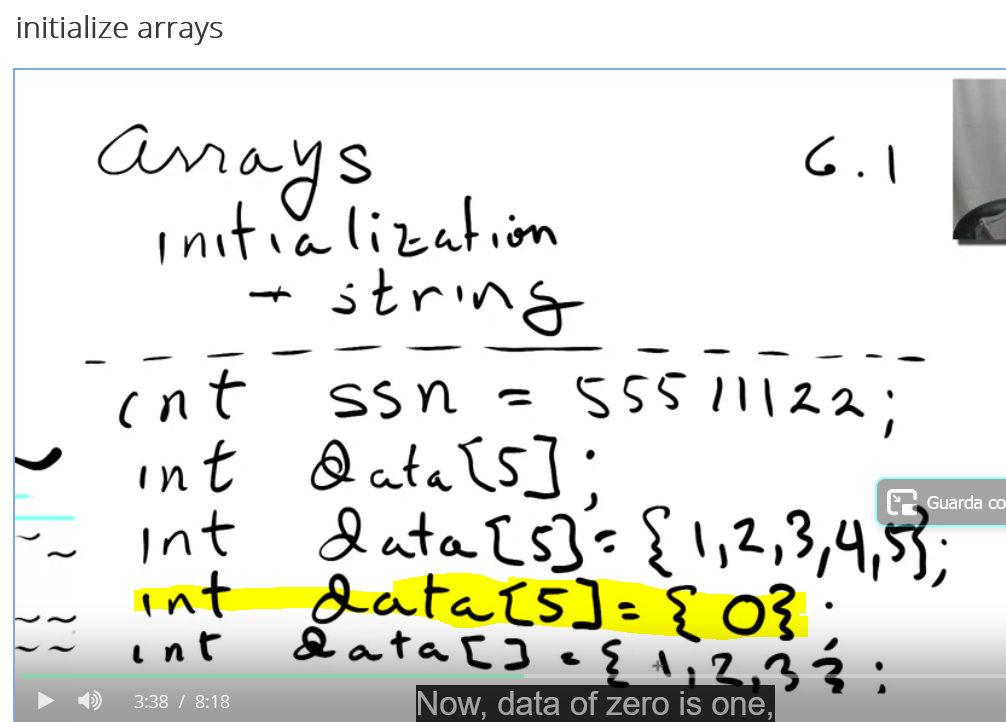 initialize arrays
arrays 6.1
initialization
+ string
int ssn = 55511122;
int data[5];
int data[5] = {1,2,3,4,5};
Guarda co
int data[5] = {0};
int data[] = {1,2,3};
3:38 / 8:18
Now, data of zero is one,